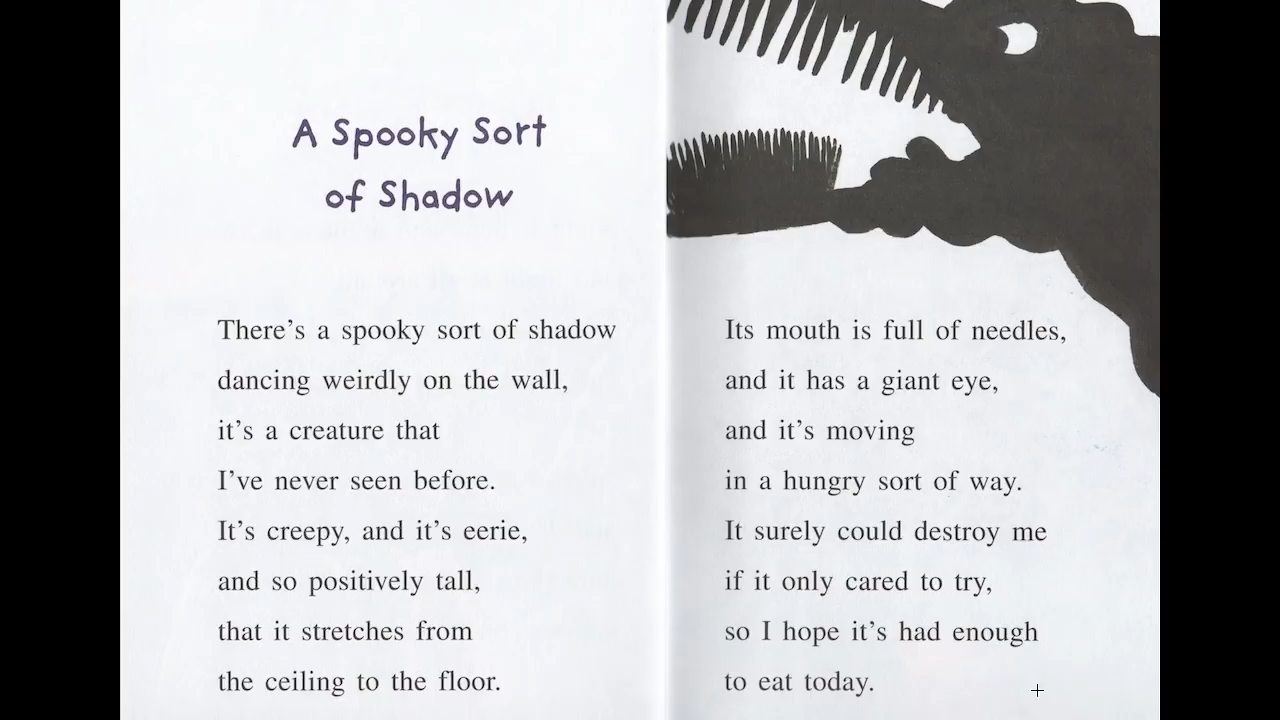 A Spooky Sort
of Shadow
There's a spooky sort of shadow
dancing weirdly on the wall,
it's a creature that
I've never seen before.
It's creepy, and it's eerie,
and so positively tall,
that it stretches from
the ceiling to the floor.
Its mouth is full of needles,
and it has a giant eye,
and it's moving
in a hungry sort of way.
It surely could destroy me
if it only cared to try,
so I hope it's had enough
to eat today.